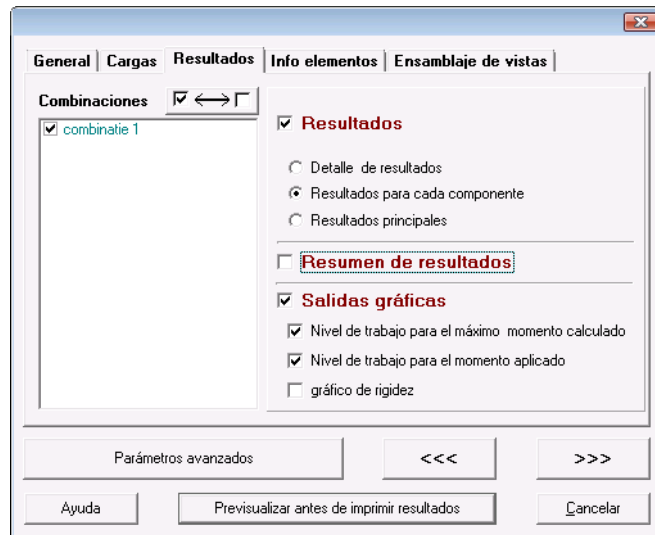 General Cargas Resultados Info elementos Ensamblaje de vistas
Combinaciones
combinatie 1
Resultados
Detalle de resultados
Resultados para cada componente
Resultados principales
Resumen de resultados
Salidas gráficas
Nivel de trabajo para el máximo momento calculado
Nivel de trabajo para el momento aplicado
gráfico de rigidez
Parámetros avanzados <<< >>>
Ayuda Previsualizar antes de imprimir resultados Cancelar